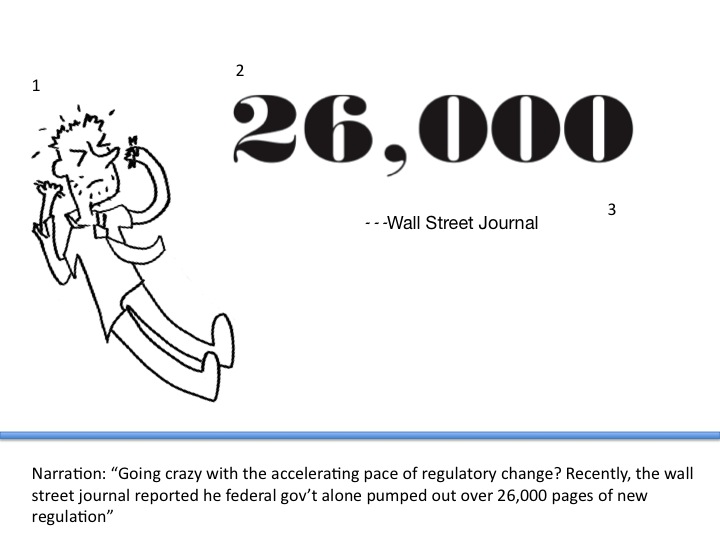 1
2
26,000
- - -Wall Street Journal
3
Narration: “Going crazy with the accelerating pace of regulatory change? Recently, the wall
street journal reported he federal gov’t alone pumped out over 26,000 pages of new
regulation”